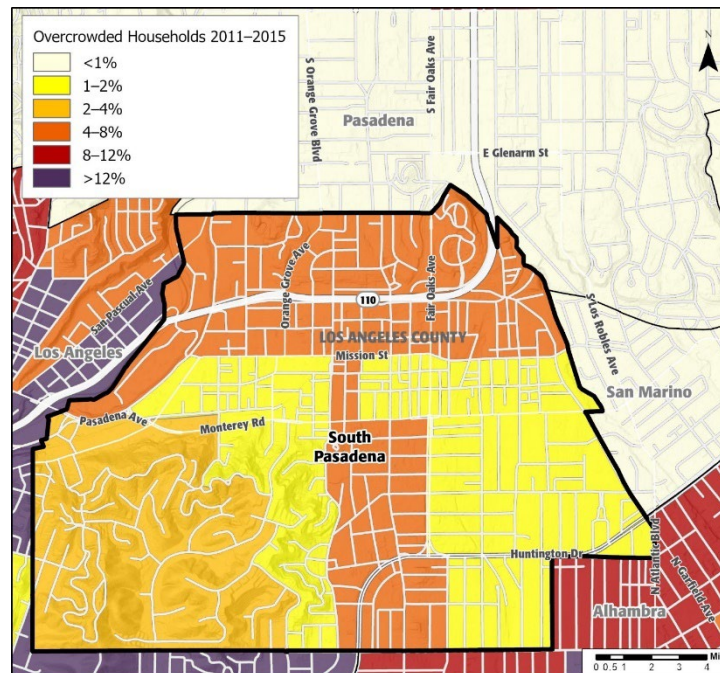 Overcrowded Households 2011–2015
<1%
1–2%
2–4%
4–8%
8–12%
>12%
N
S Orange Grove Blvd
S Fair Oaks Ave
Pasadena
E Glenarm St
Orange Grove Ave
Fair Oaks Ave
San Pascual Ave
110
Los Angeles
LOS ANGELES COUNTY
Mission St
S Los Robles Ave
San Marino
Pasadena Ave
Monterey Rd
South
Pasadena
Huntington Dr
N Atlantic Blvd
N Garfield Ave
Alhambra
0 0.5 1 2 3 4